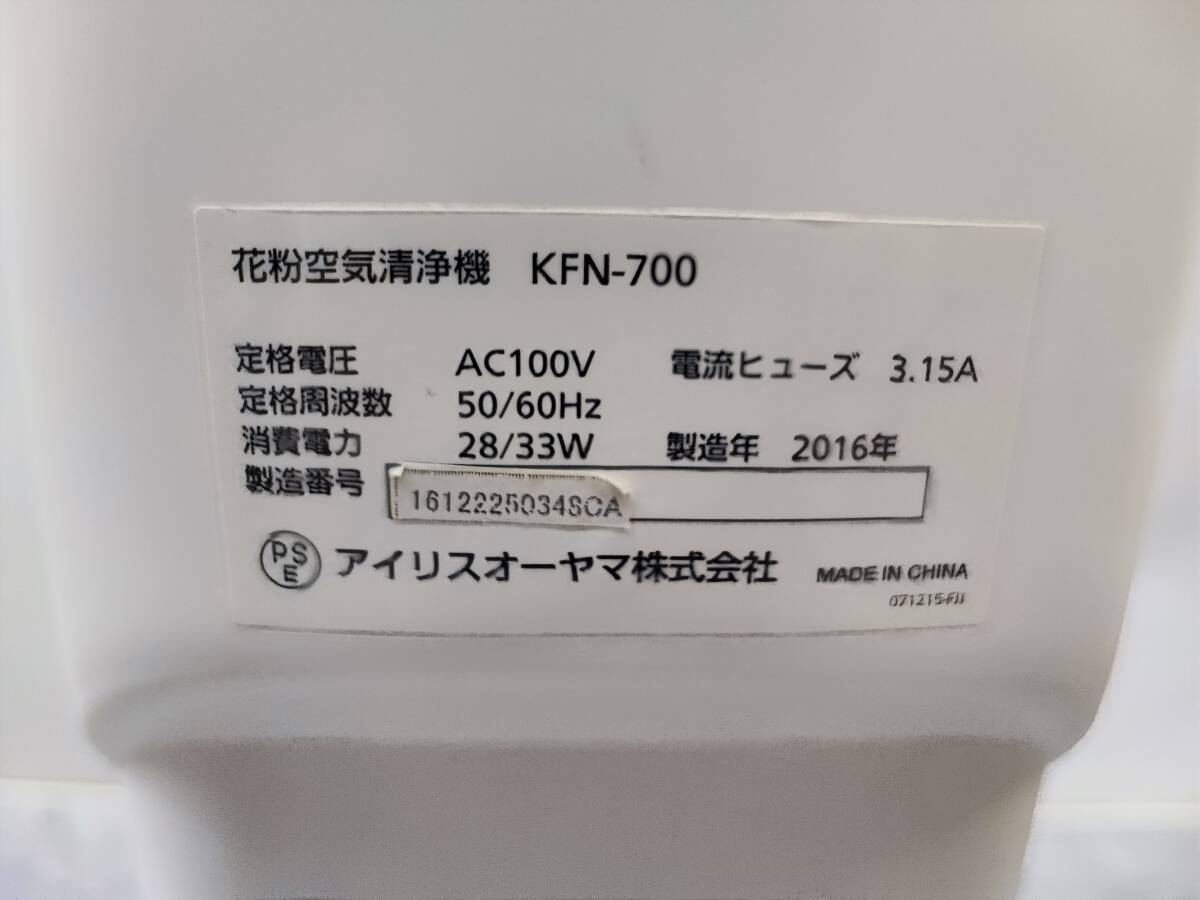 花粉空気清浄機 KFN-700
定格電圧 AC100V 電流ヒューズ 3.15A
定格周波数 50/60Hz
消費電力 28/33W 製造年 2016年
製造番号
PSE アイリスオーヤマ株式会社 MADE IN CHINA